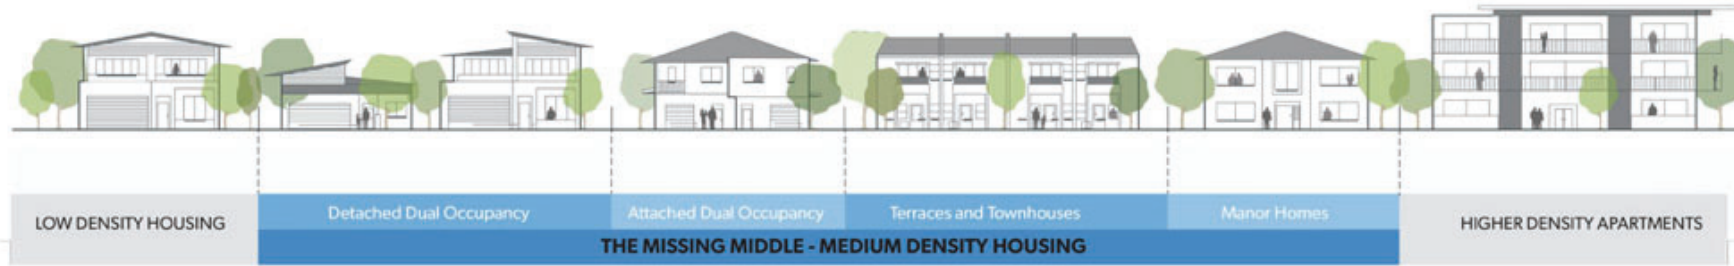 LOW DENSITY HOUSING
Detached Dual Occupancy
Attached Dual Occupancy
Terraces and Townhouses
Manor Homes
HIGHER DENSITY APARTMENTS
THE MISSING MIDDLE - MEDIUM DENSITY HOUSING